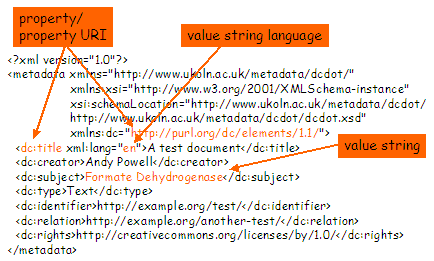 property/
property URI
value string language
<?xml version="1.0"?>
<metadata xmlns="http://www.ukoln.ac.uk/metadata/dcdot/"
xmlns:xsi="http://www.w3.org/2001/XMLSchema-instance"
xsi:schemaLocation="http://www.ukoln.ac.uk/metadata/dcdot/
http://www.ukoln.ac.uk/metadata/dcdot/dcdot.xsd"
xmlns:dc="http://purl.org/dc/elements/1.1/">
<dc:title xml:lang="en">A test document</dc:title>
<dc:creator>Andy Powell</dc:creator>
value string
<dc:subject>Formate Dehydrogenase</dc:subject>
<dc:type>Text</dc:type>
<dc:identifier>http://example.org/test/</dc:identifier>
<dc:relation>http://example.org/another-test/</dc:relation>
<dc:rights>http://creativecommons.org/licenses/by/1.0/</dc:rights>
</metadata>